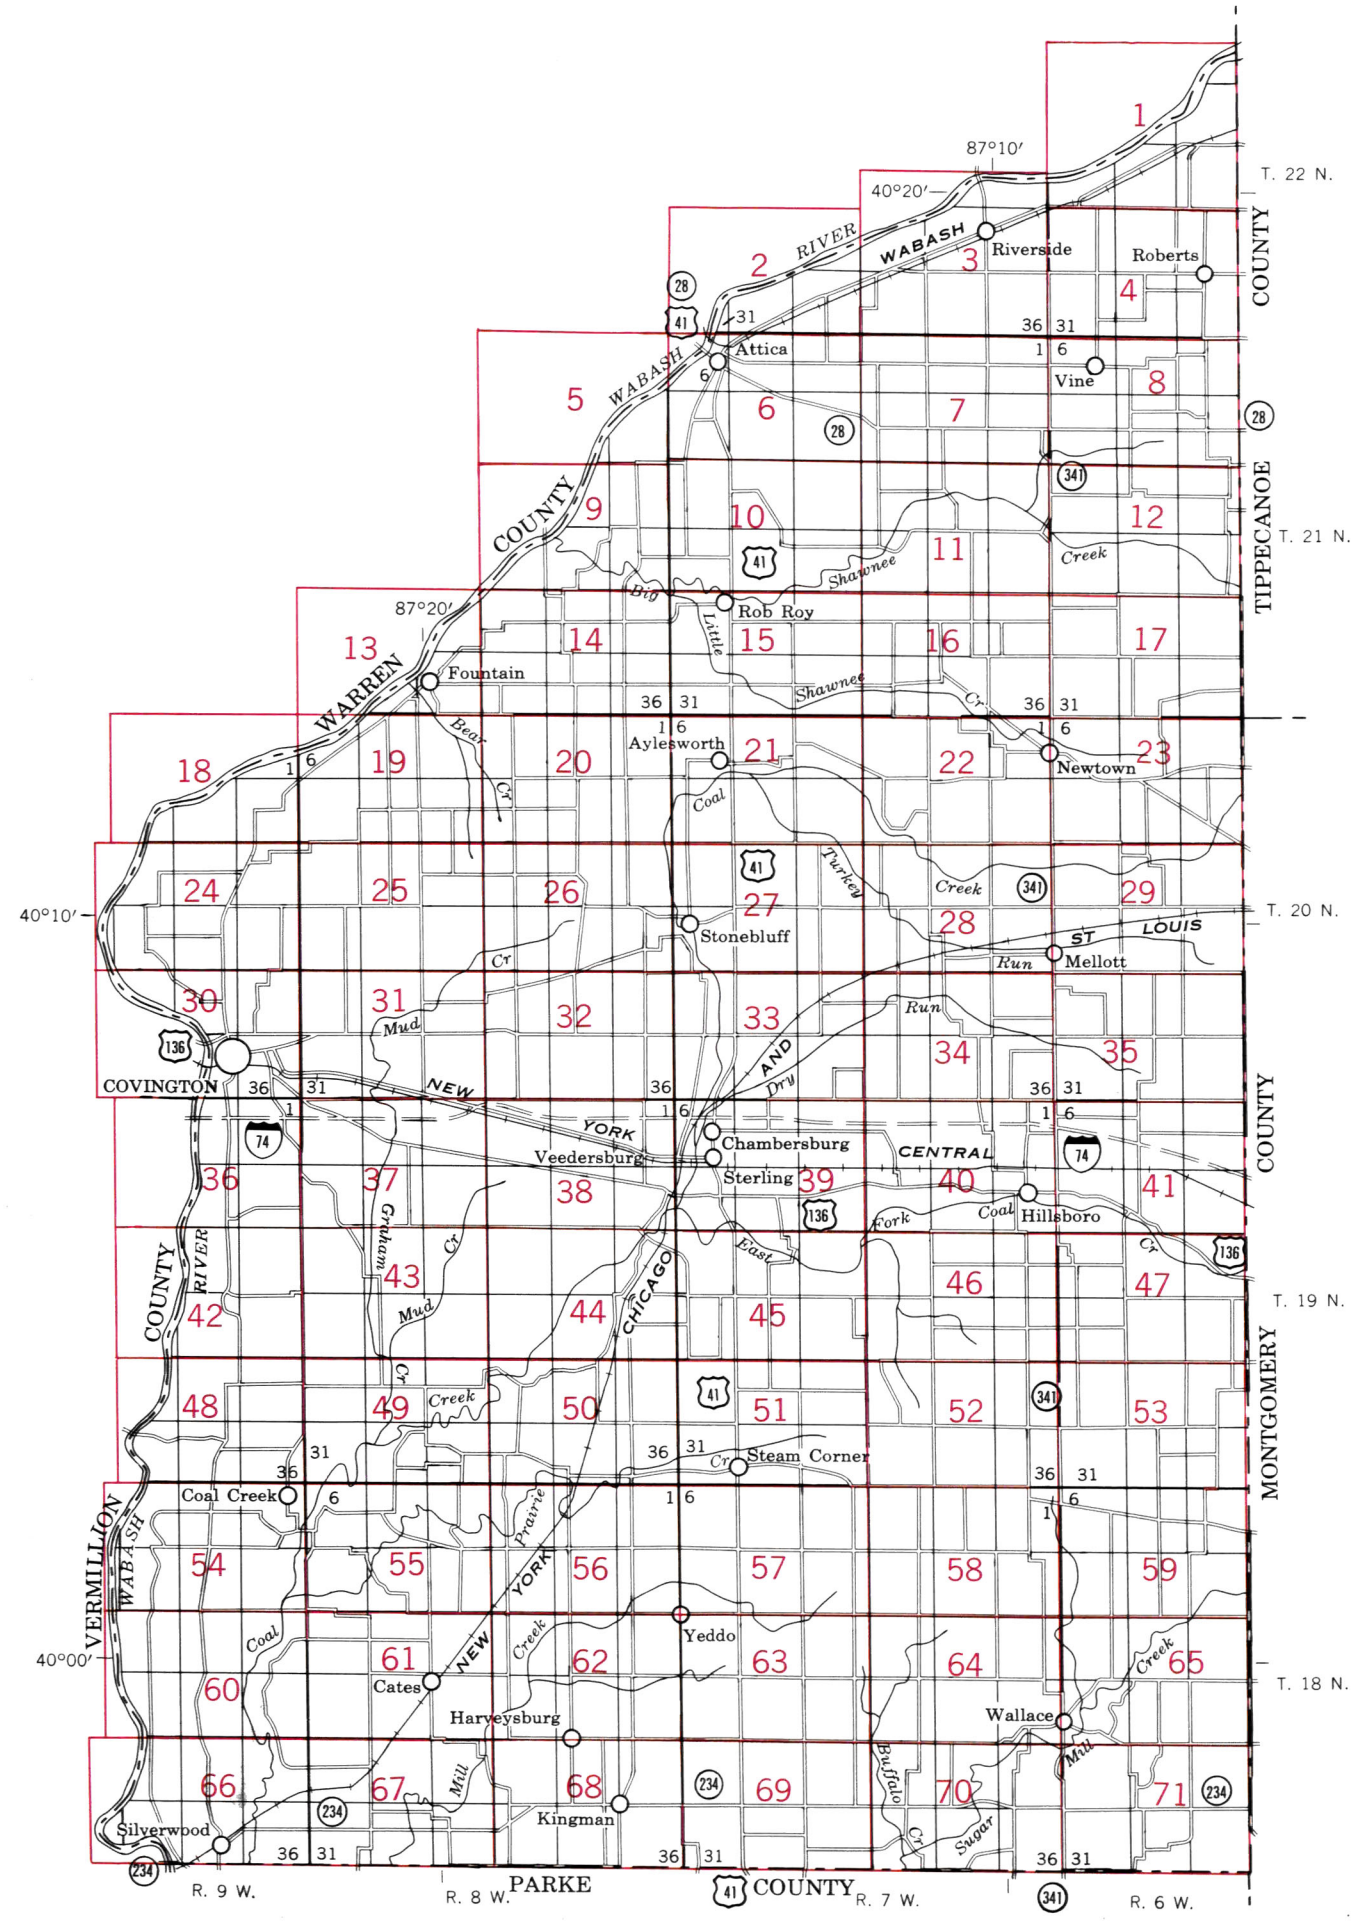 1
87°10′
T. 22 N.
40°20′
COUNTY
RIVER
WABASH
Riverside
Roberts
2
3
4
28
41
31
36 31
1 6
Attica
6
Vine
8
WABASH
5
6
7
28
28
341
COUNTY
9
10
12
TIPPECANOE
T. 21 N.
41
11
Creek
Shawnee
Big
87°20′
Rob Roy
Little
13
14
15
16
17
WARREN
Fountain
Shawnee
Cr
36 31
36 31
1 6
1 6
Bear
Cr
Aylesworth
18
1 6
19
20
21
22
23
Newtown
Coal
41
Turkey
Creek
341
24
25
26
27
29
40°10′
28
T. 20 N.
Stonebluff
ST LOUIS
Cr
Run
Mellott
30
31
32
33
Run
Mud
136
34
35
AND
Dry
COVINGTON
36 31
NEW
36
36 31
1
1 6
1 6
COUNTY
74
YORK
Chambersburg
Veedersburg
CENTRAL
74
36
37
38
Sterling
39
40
41
136
Fork
Coal
Hillsboro
Graham
Cr
East
Cr
136
COUNTY
RIVER
43
46
47
CHICAGO
42
Mud
44
45
T. 19 N.
Cr
MONTGOMERY
48
49
Creek
50
41
51
52
341
53
31
36
36 31
Cr
Steam Corner
36 31
Coal Creek
6
1 6
6
1
Prairie
VERMILLION
WABASH
54
55
56
57
58
59
YORK
Yeddo
Coal
NEW
Creek
Creek
40°00′
60
61
62
63
64
65
Cates
T. 18 N.
Harveysburg
Wallace
Buffalo
Mill
66
67
Mill
68
234
69
70
71
234
234
Kingman
Silverwood
Cr
Sugar
234
36 31
36 31
36 31
R. 9 W.
R. 8 W.
PARKE
41
COUNTY
R. 7 W.
341
R. 6 W.